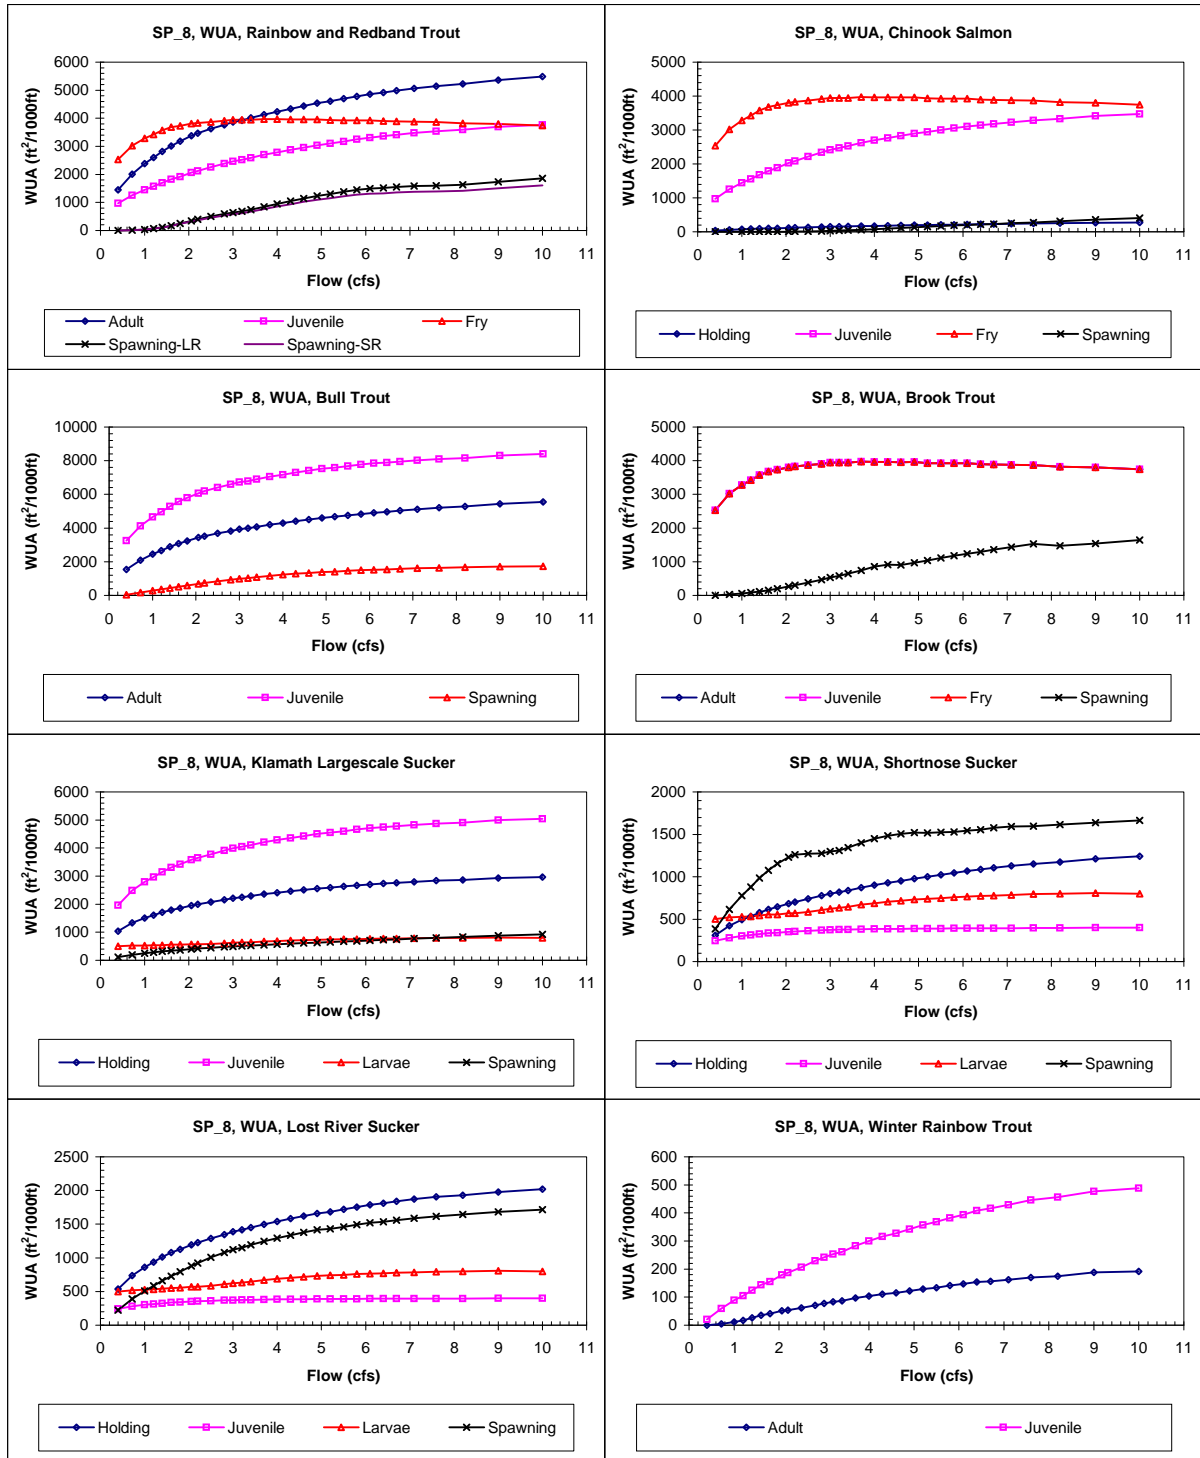 SP_8, WUA, Rainbow and Redband Trout
WUA (ft²/1000ft)
6000
5000
4000
3000
2000
1000
0
0 1 2 3 4 5 6 7 8 9 10 11
Flow (cfs)
Adult Juvenile Fry
Spawning-LR Spawning-SR
SP_8, WUA, Chinook Salmon
WUA (ft²/1000ft)
5000
4000
3000
2000
1000
0
0 1 2 3 4 5 6 7 8 9 10 11
Flow (cfs)
Holding Juvenile Fry Spawning
SP_8, WUA, Bull Trout
WUA (ft²/1000ft)
10000
8000
6000
4000
2000
0
0 1 2 3 4 5 6 7 8 9 10 11
Flow (cfs)
Adult Juvenile Spawning
SP_8, WUA, Brook Trout
WUA (ft²/1000ft)
5000
4000
3000
2000
1000
0
0 1 2 3 4 5 6 7 8 9 10 11
Flow (cfs)
Adult Juvenile Fry Spawning
SP_8, WUA, Klamath Largescale Sucker
WUA (ft²/1000ft)
6000
5000
4000
3000
2000
1000
0
0 1 2 3 4 5 6 7 8 9 10 11
Flow (cfs)
Holding Juvenile Larvae Spawning
SP_8, WUA, Shortnose Sucker
WUA (ft²/1000ft)
2000
1500
1000
500
0
0 1 2 3 4 5 6 7 8 9 10 11
Flow (cfs)
Holding Juvenile Larvae Spawning
SP_8, WUA, Lost River Sucker
WUA (ft²/1000ft)
2500
2000
1500
1000
500
0
0 1 2 3 4 5 6 7 8 9 10 11
Flow (cfs)
Holding Juvenile Larvae Spawning
SP_8, WUA, Winter Rainbow Trout
WUA (ft²/1000ft)
600
500
400
300
200
100
0
0 1 2 3 4 5 6 7 8 9 10 11
Flow (cfs)
Adult Juvenile